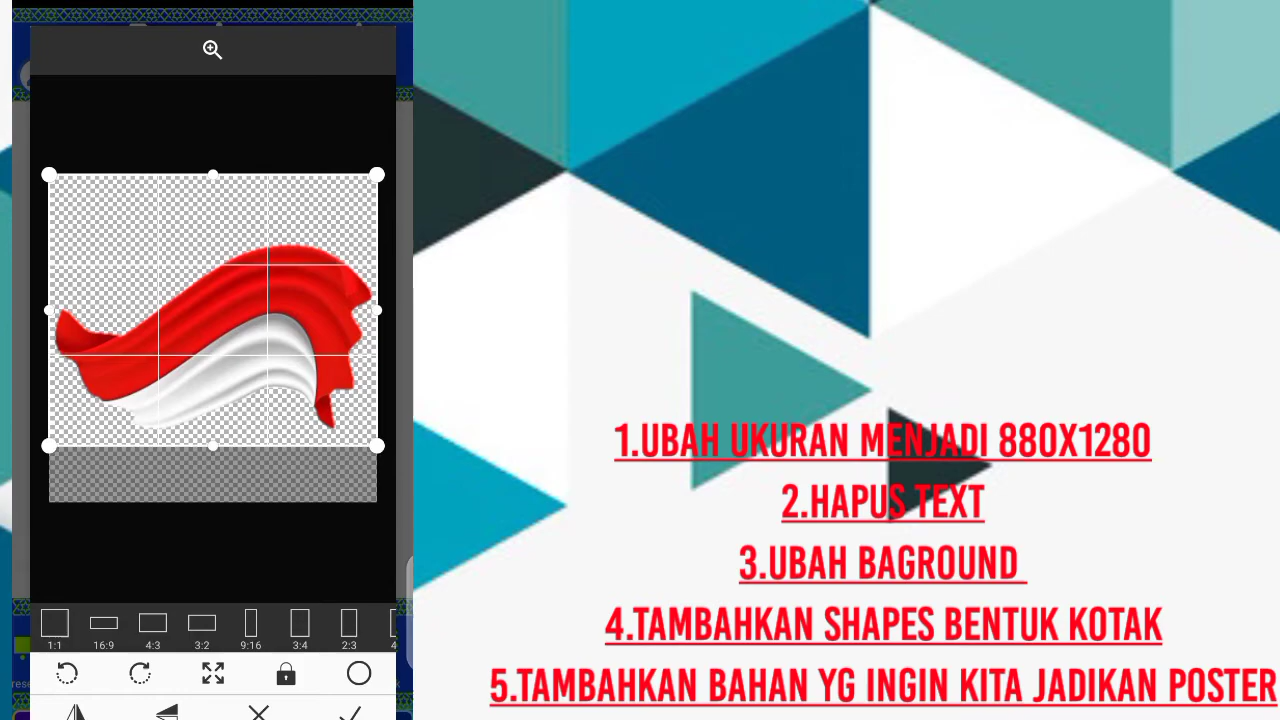 1:1 16:9 4:3 3:2 9:16 3:4 2:3
1.UBAH UKURAN MENJADI 880X1280
2.HAPUS TEXT
3.UBAH BAGROUND
4.TAMBAHKAN SHAPES BENTUK KOTAK
5.TAMBAHKAN BAHAN YG INGIN KITA JADIKAN POSTER